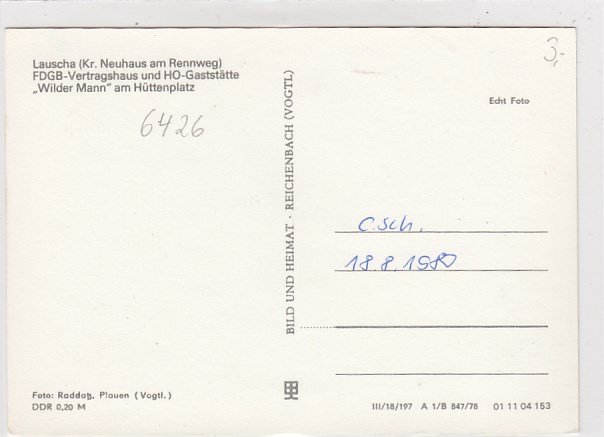 Lauscha (Kr. Neuhaus am Rennweg)
FDGB-Vertragshaus und HO-Gaststätte
„Wilder Mann" am Hüttenplatz
6426
3,-
Echt Foto
BILD UND HEIMAT · REICHENBACH (VOGTL)
C. Sch.
18.8.1980
Foto: Raddatz, Plauen (Vogtl.)
DDR 0,20 M
III/18/197 A 1/B 847/78 01 11 04 153